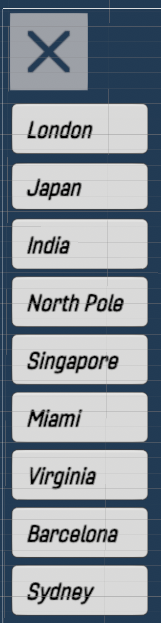 London
Japan
India
North Pole
Singapore
Miami
Virginia
Barcelona
Sydney